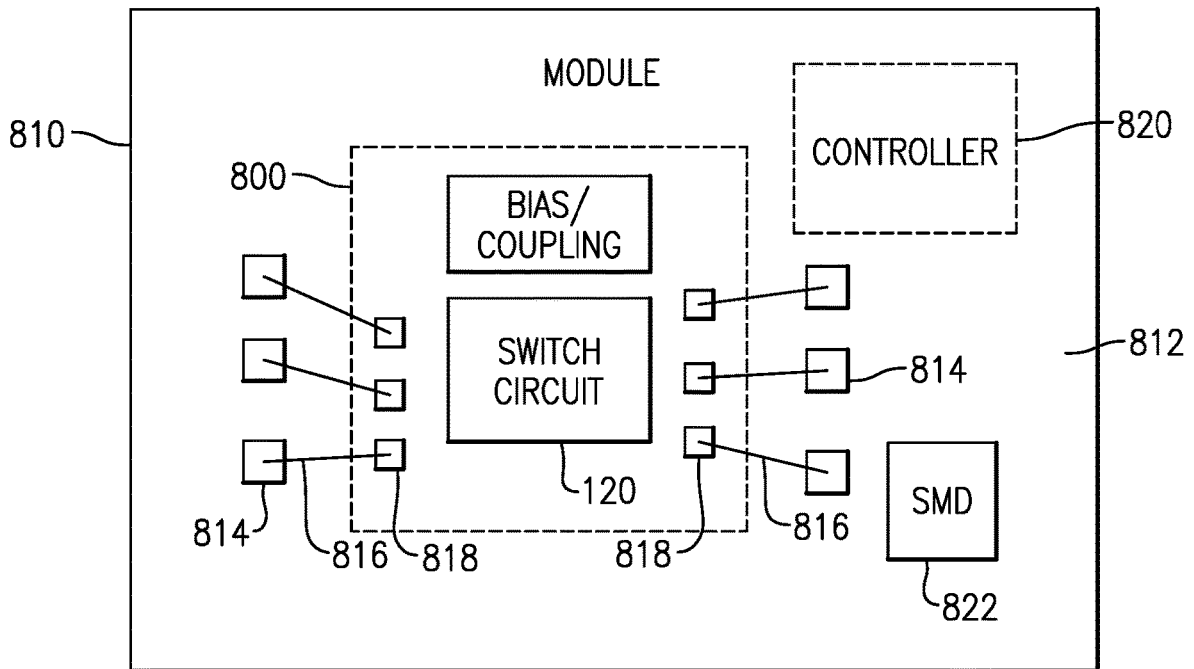 MODULE
810
CONTROLLER
820
800
BIAS/
COUPLING
SWITCH
CIRCUIT
812
814
120
SMD
814
816
818
818
816
822